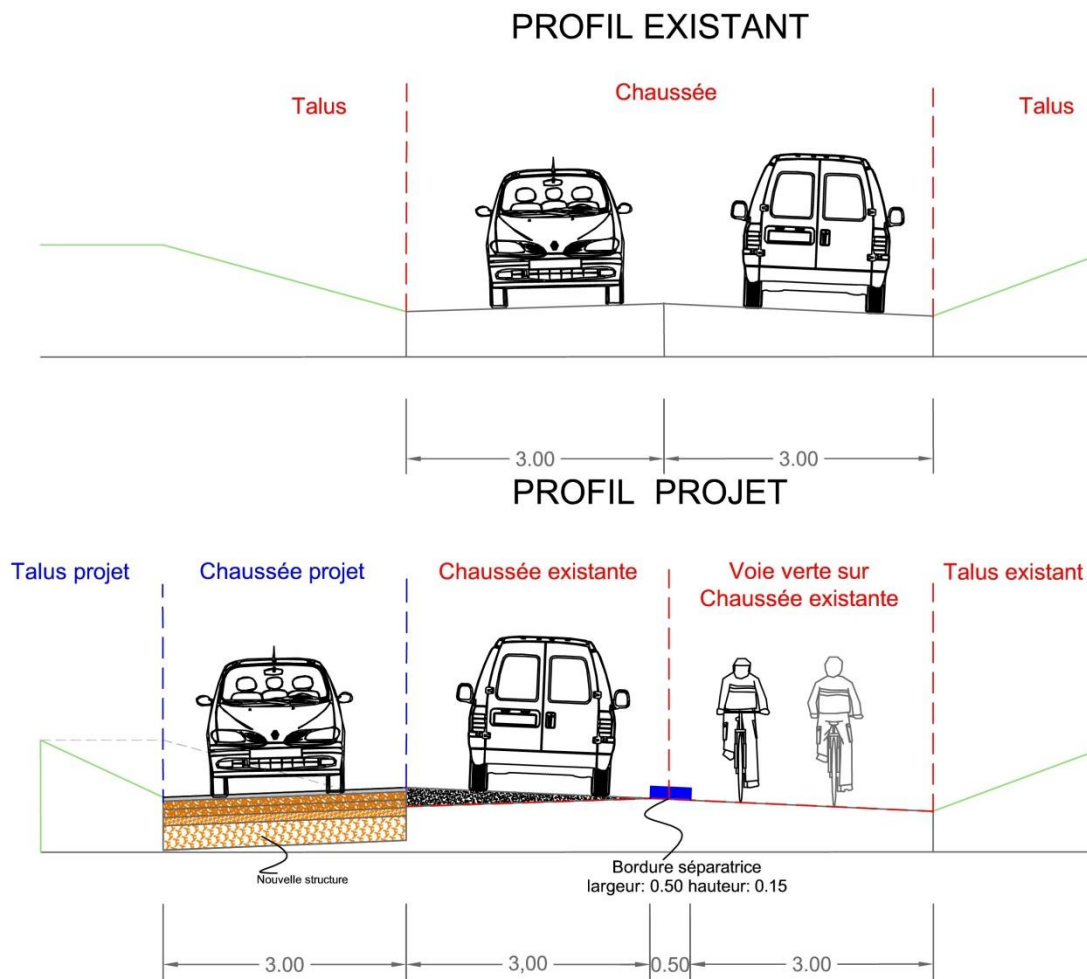 PROFIL EXISTANT
Talus
Chaussée
Talus
3.00
3.00
PROFIL PROJET
Talus projet
Chaussée projet
Chaussée existante
Voie verte sur
Chaussée existante
Talus existant
Nouvelle structure
Bordure séparatrice
largeur: 0.50 hauteur: 0.15
3.00
3,00
0.50
3.00